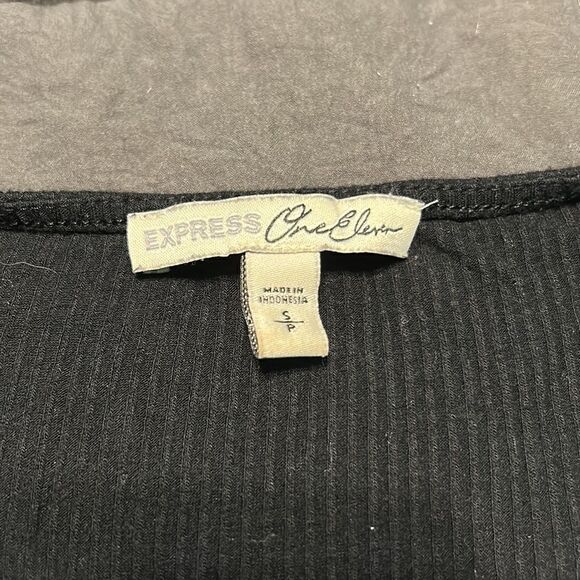 EXPRESS One Eleven
MADE IN
INDONESIA
S
P